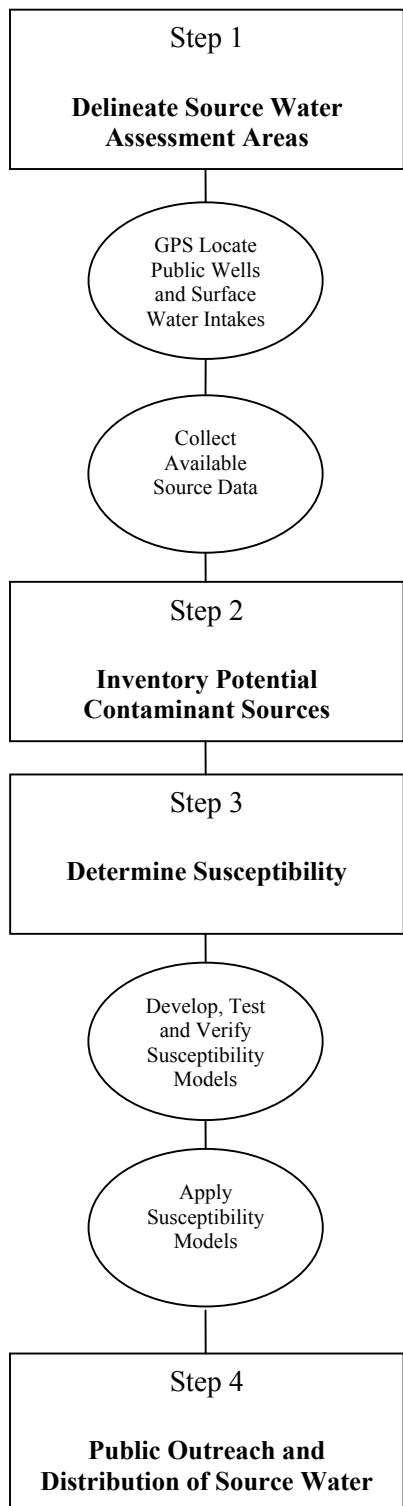 Step 1
Delineate Source Water
Assessment Areas
GPS Locate
Public Wells
and Surface
Water Intakes
Collect
Available
Source Data
Step 2
Inventory Potential
Contaminant Sources
Step 3
Determine Susceptibility
Develop, Test
and Verify
Susceptibility
Models
Apply
Susceptibility
Models
Step 4
Public Outreach and
Distribution of Source Water